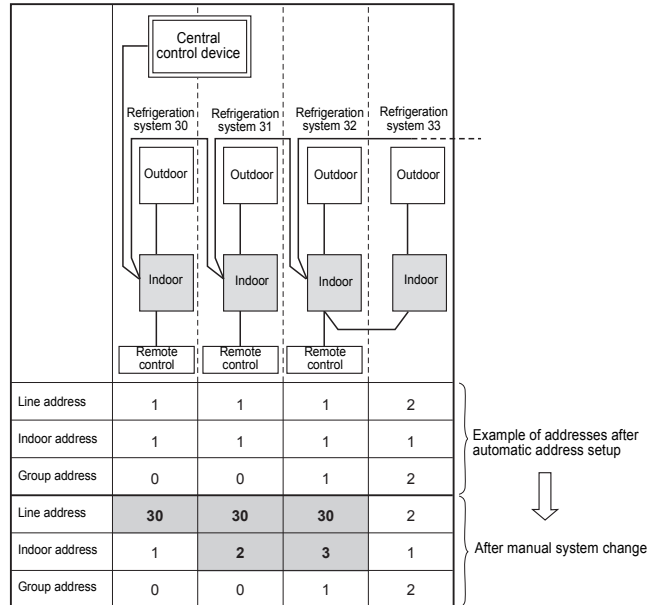 Central
control device
Refrigeration
system 30
Refrigeration
system 31
Refrigeration
system 32
Refrigeration
system 33
Outdoor
Outdoor
Outdoor
Outdoor
Indoor
Indoor
Indoor
Indoor
Remote
control
Remote
control
Remote
control
Line address 1 1 1 2
Indoor address 1 1 1 1
Group address 0 0 1 2
Example of addresses after
automatic address setup
Line address 30 30 30 2
Indoor address 1 2 3 1
Group address 0 0 1 2
After manual system change